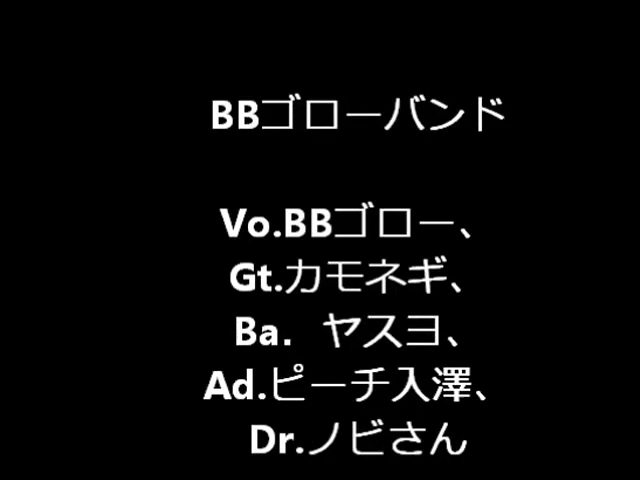 BBゴローバンド
Vo.BBゴロー、
Gt.カモネギ、
Ba.　ヤスヨ、
Ad.ピーチ入澤、
Dr.ノビさん